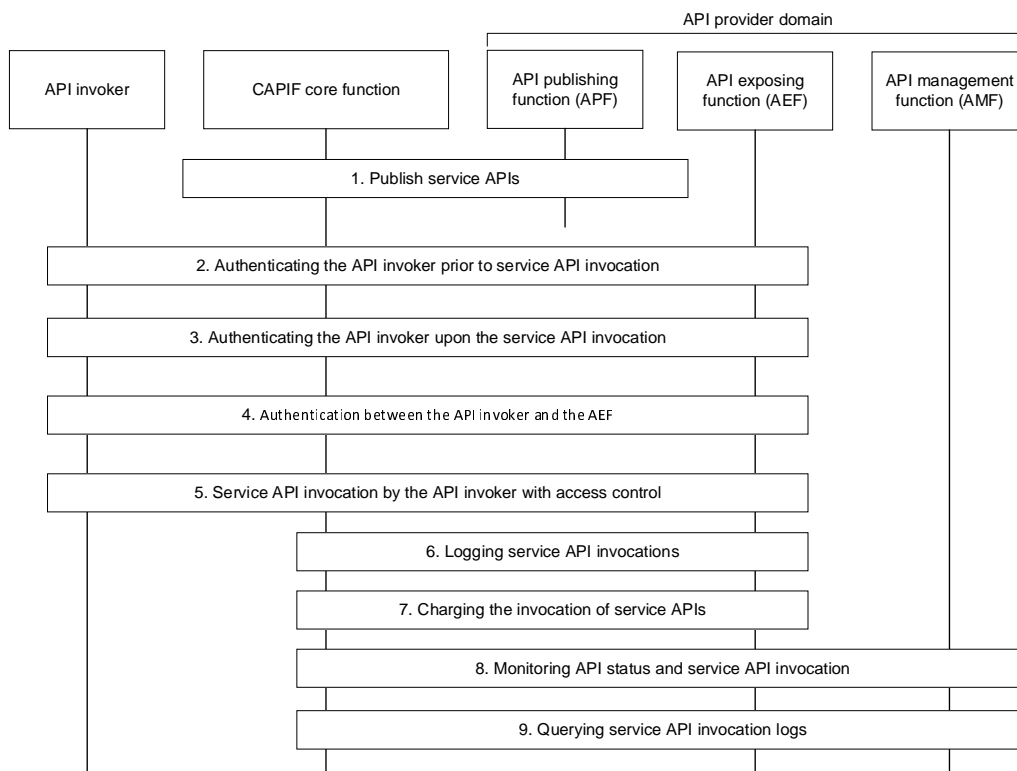 API provider domain
API invoker
CAPIF core function
API publishing
function (APF)
API exposing
function (AEF)
API management
function (AMF)
1. Publish service APIs
2. Authenticating the API invoker prior to service API invocation
3. Authenticating the API invoker upon the service API invocation
4. Authentication between the API invoker and the AEF
5. Service API invocation by the API invoker with access control
6. Logging service API invocations
7. Charging the invocation of service APIs
8. Monitoring API status and service API invocation
9. Querying service API invocation logs